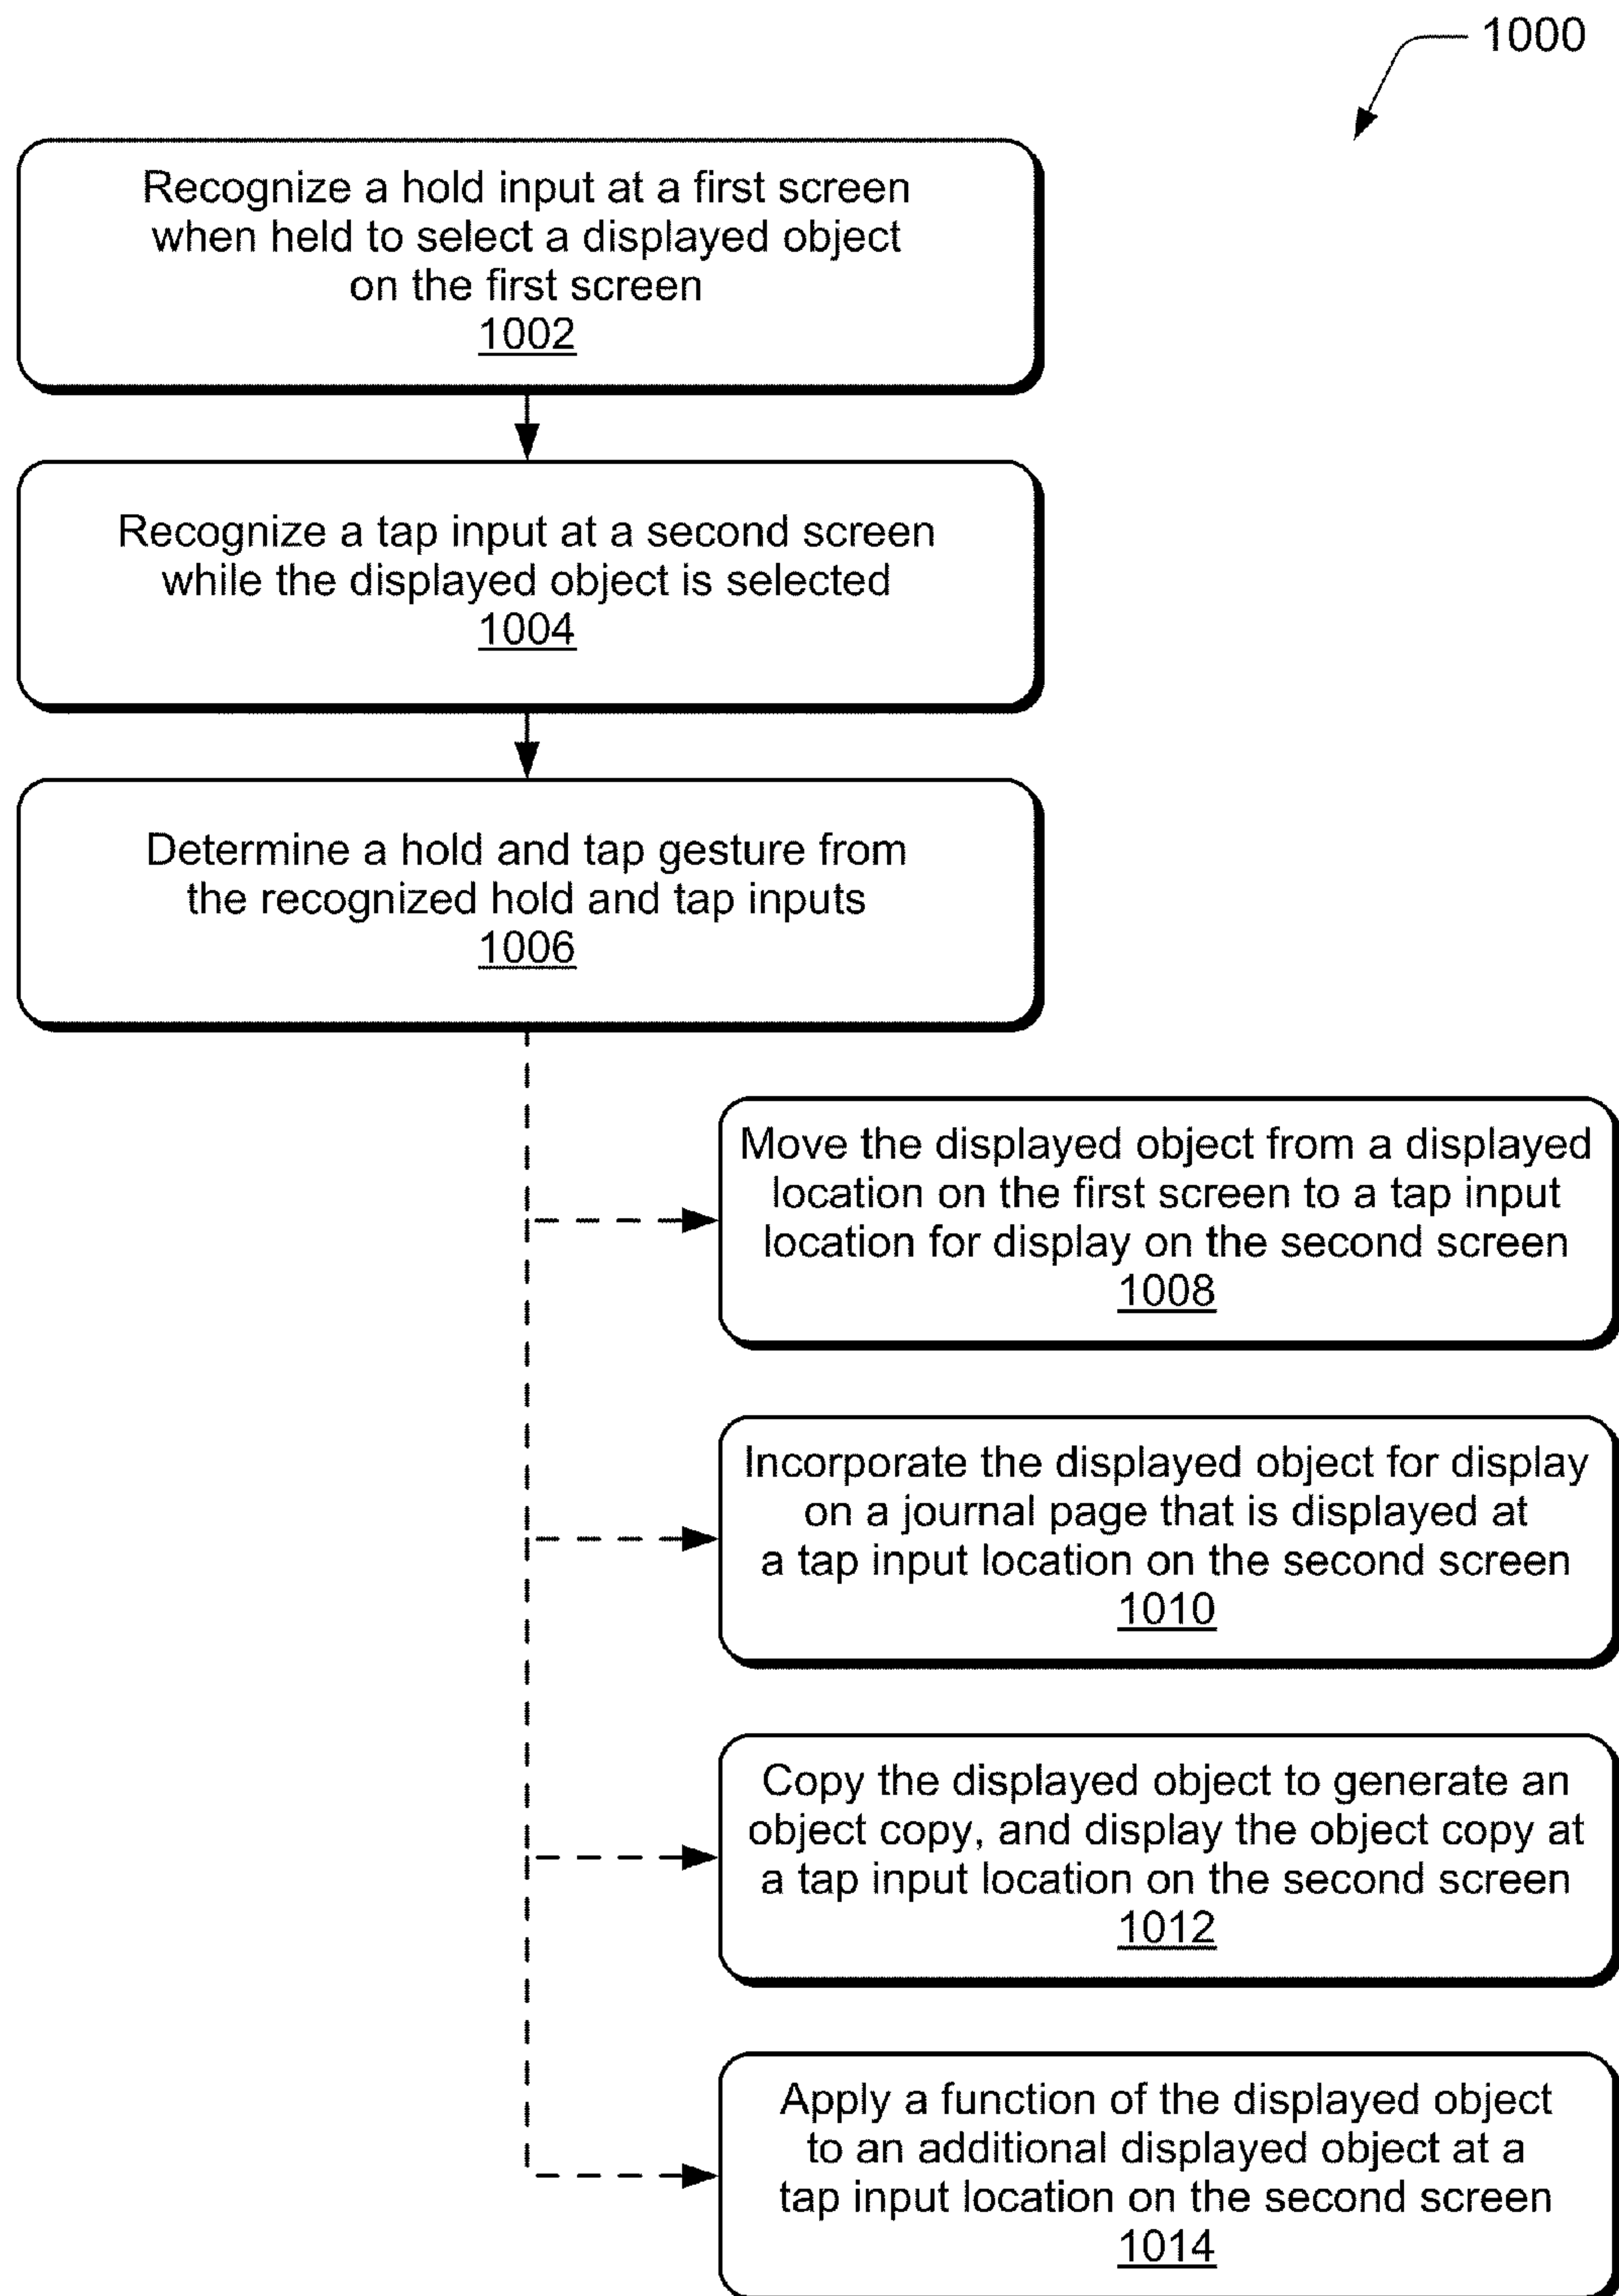 1000
Recognize a hold input at a first screen
when held to select a displayed object
on the first screen
1002
Recognize a tap input at a second screen
while the displayed object is selected
1004
Determine a hold and tap gesture from
the recognized hold and tap inputs
1006
Move the displayed object from a displayed
location on the first screen to a tap input
location for display on the second screen
1008
Incorporate the displayed object for display
on a journal page that is displayed at
a tap input location on the second screen
1010
Copy the displayed object to generate an
object copy, and display the object copy at
a tap input location on the second screen
1012
Apply a function of the displayed object
to an additional displayed object at a
tap input location on the second screen
1014